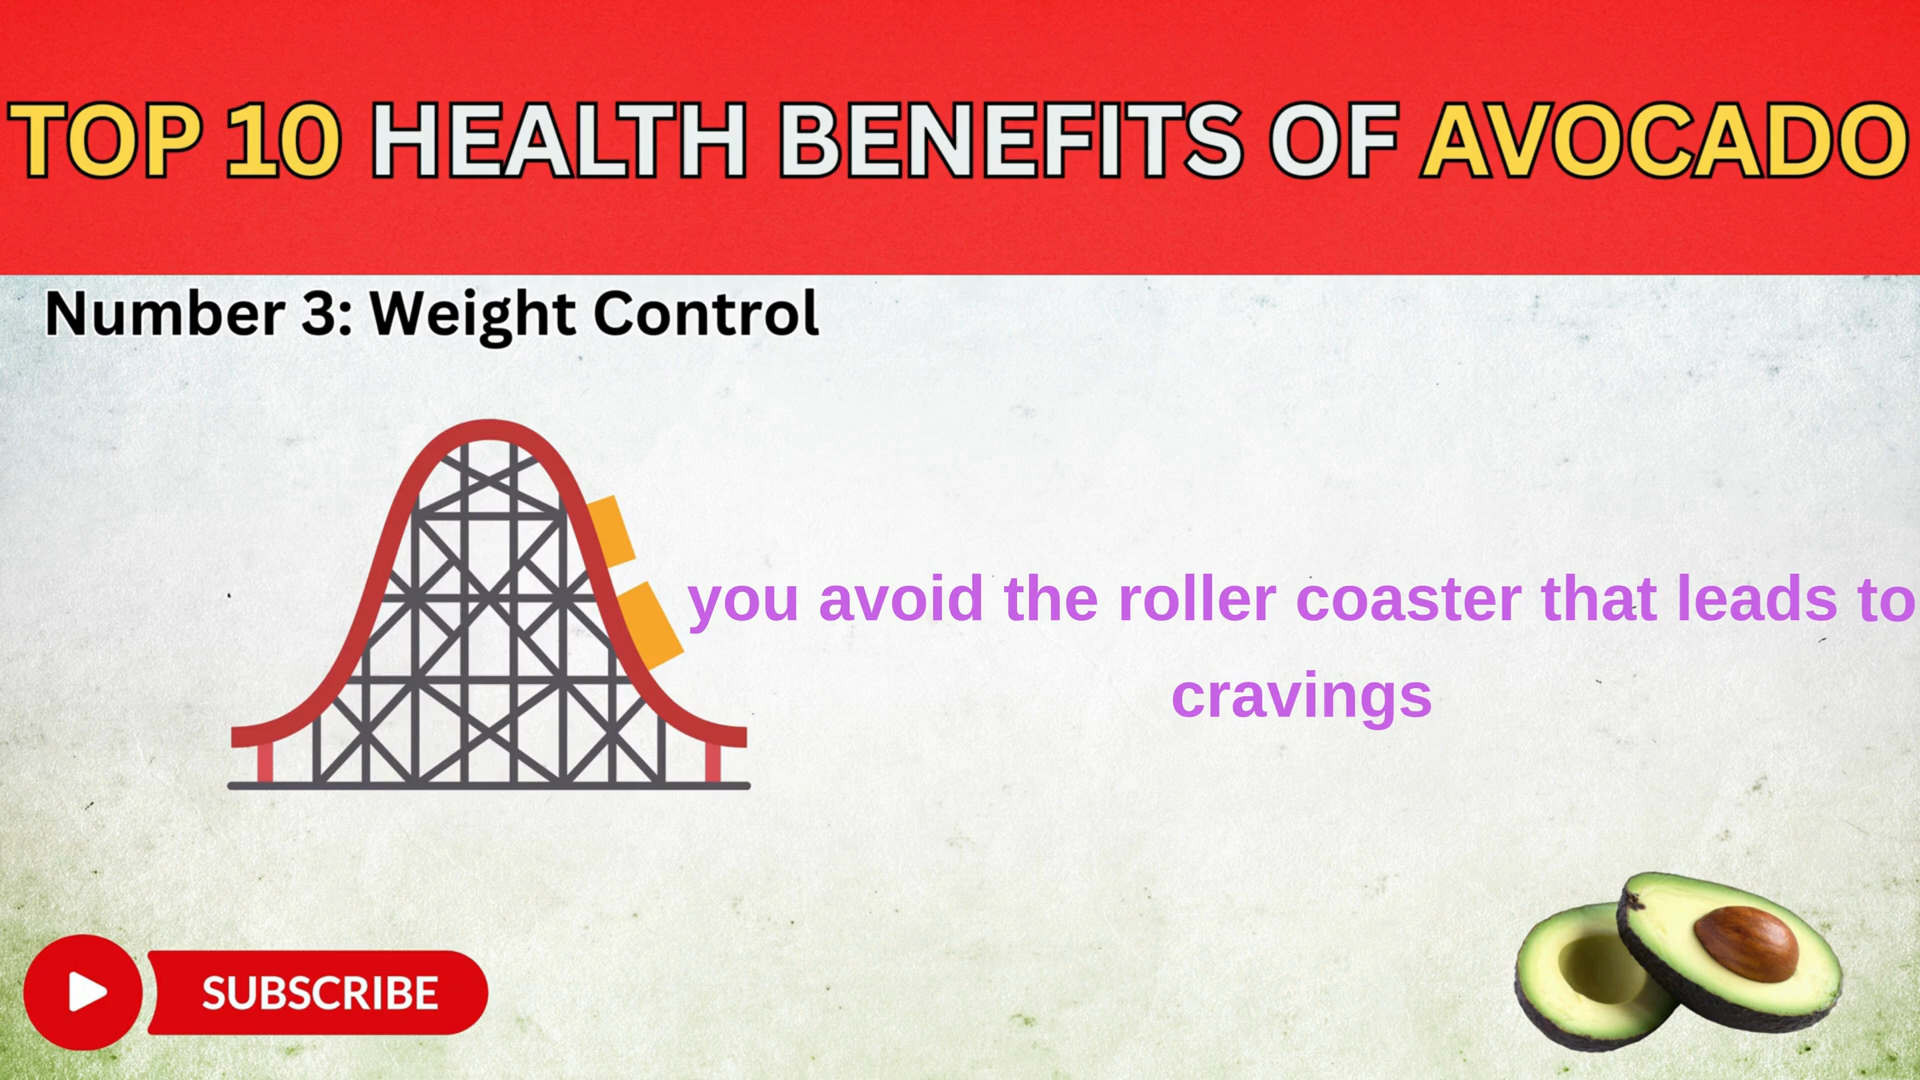 TOP 10 HEALTH BENEFITS OF AVOCADO
Number 3: Weight Control
you avoid the roller coaster that leads to
cravings
SUBSCRIBE